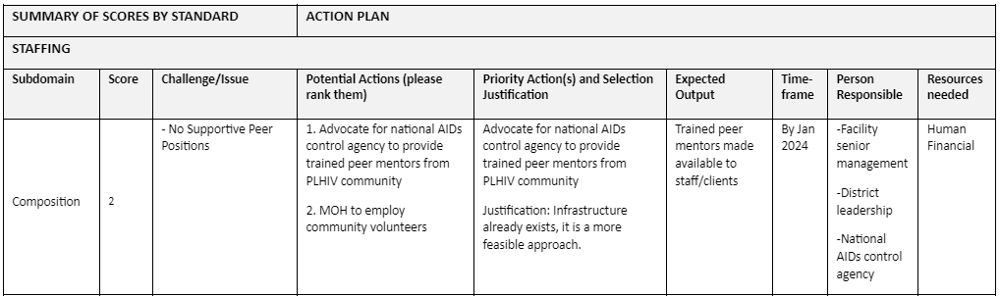 SUMMARY OF SCORES BY STANDARD
ACTION PLAN
STAFFING
Subdomain
Score
Challenge/Issue
Potential Actions (please
rank them)
Priority Action(s) and Selection
Justification
Expected
Output
Time-
frame
Person
Responsible
Resources
needed
Composition
2
- No Supportive Peer
Positions
1. Advocate for national AIDs
control agency to provide
trained peer mentors from
PLHIV community
2. MOH to employ
community volunteers
Advocate for national AIDs
control agency to provide
trained peer mentors from
PLHIV community
Justification: Infrastructure
already exists, it is a more
feasible approach.
Trained peer
mentors made
available to
staff/clients
By Jan
2024
-Facility
senior
management
-District
leadership
-National
AIDs control
agency
Human
Financial